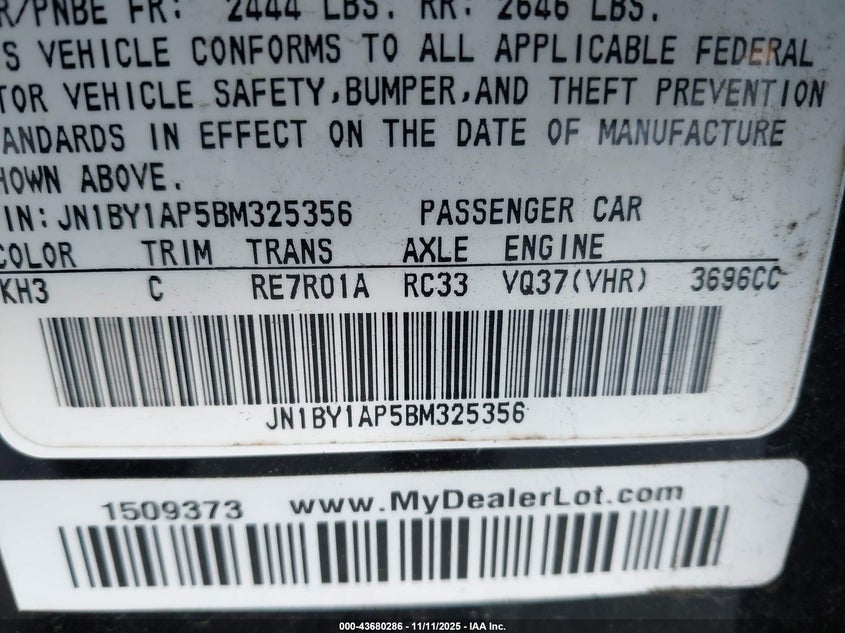 R/PNBE FR: 2444 LBS. RR: 2646 LBS.
S VEHICLE CONFORMS TO ALL APPLICABLE FEDERAL
TOR VEHICLE SAFETY,BUMPER,AND THEFT PREVENTION
ANDARDS IN EFFECT ON THE DATE OF MANUFACTURE
HOWN ABOVE.
IN: JN1BY1AP5BM325356 PASSENGER CAR
COLOR TRIM TRANS AXLE ENGINE
KH3 C RE7R01A RC33 VQ37(VHR) 3696CC
JN1BY1AP5BM325356
1509373 www.MyDealerLot.com
000-43680286 - 11/11/2025 - IAA Inc.